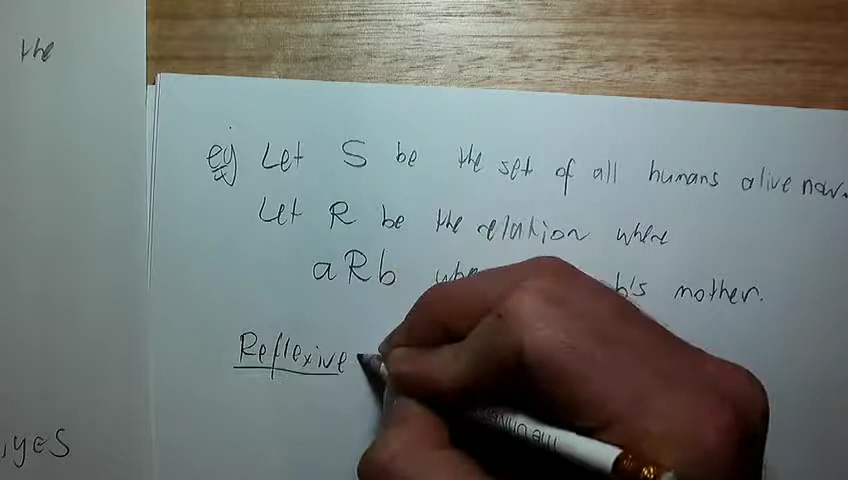 the
eg Let S be the set of all humans alive now.
Let R be the relation where
aRb b's mother.
Reflexive
,y∈S